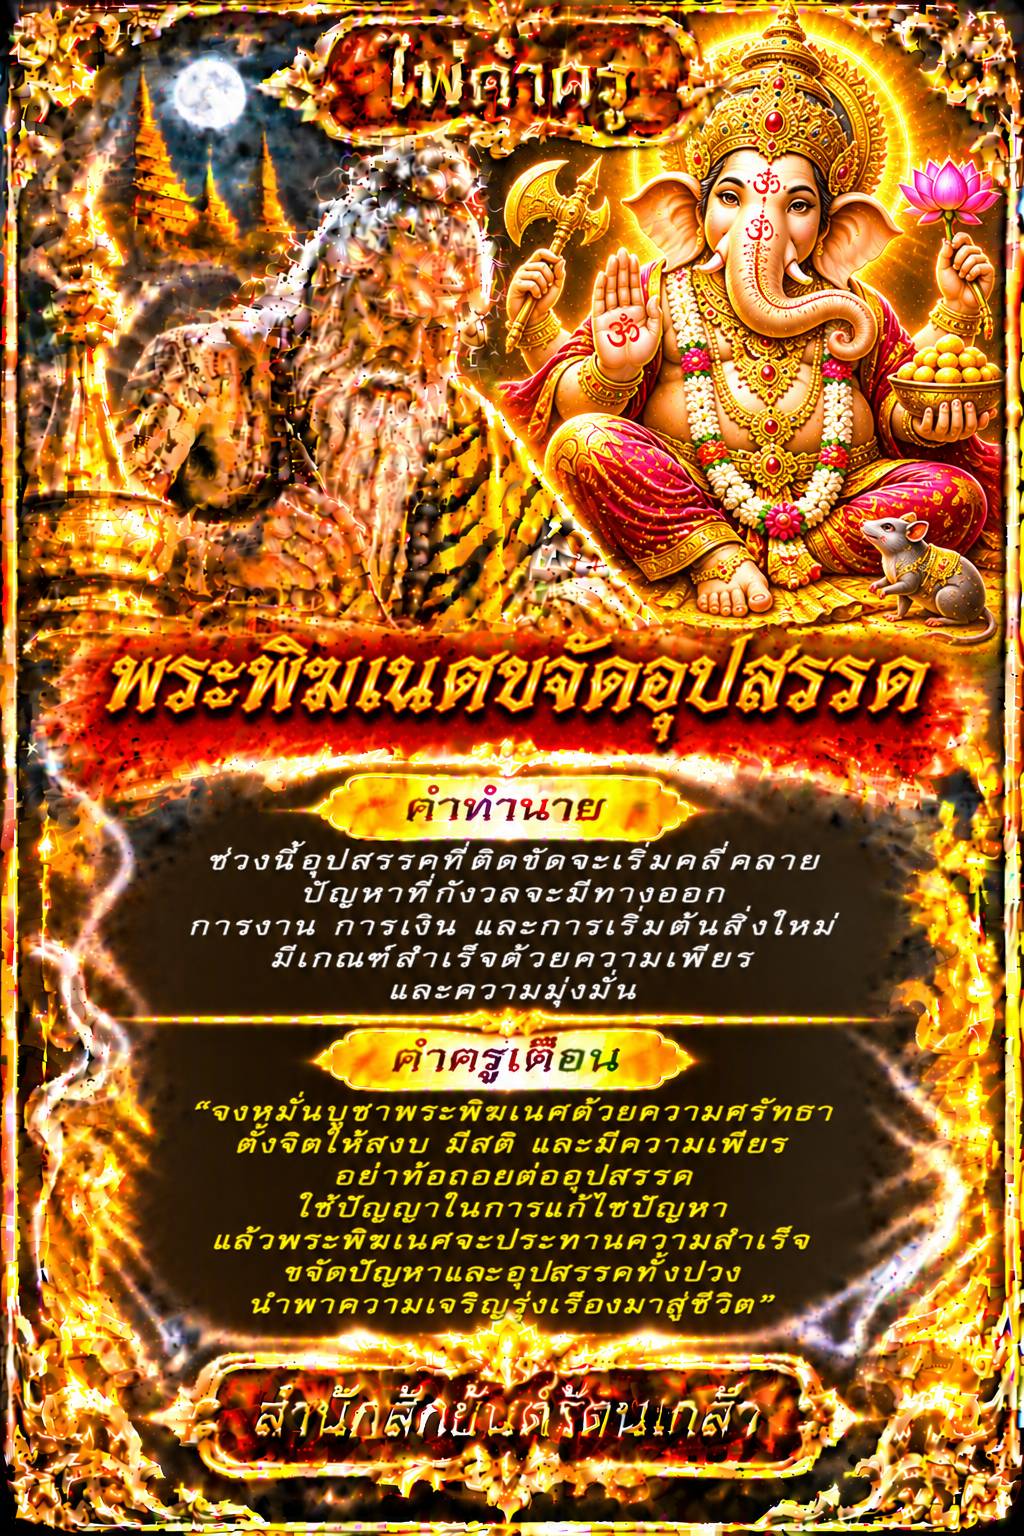 ไพ่คำครู
พระพิฆเนตขจัดอุปสรรด
คำทำนาย
ช่วงนี้อุปสรรคที่ติดขัดจะเริ่มคลี่คลาย
ปัญหาที่กังวลจะมีทางออก
การงาน การเงิน และการเริ่มต้นสิ่งใหม่
มีเกณฑ์สำเร็จด้วยความเพียร
และความมุ่งมั่น
คำครูเตือน
“จงหมั่นบูชาพระพิฆเนศด้วยความศรัทธา
ตั้งจิตให้สงบ มีสติ และมีความเพียร
อย่าท้อถอยต่ออุปสรรด
ใช้ปัญญาในการแก้ไขปัญหา
แล้วพระพิฆเนศจะประทานความสำเร็จ
ขจัดปัญหาและอุปสรรคทั้งปวง
นำพาความเจริญรุ่งเรืองมาสู่ชีวิต”
สำนักสักยันต์รัตนเกล้า